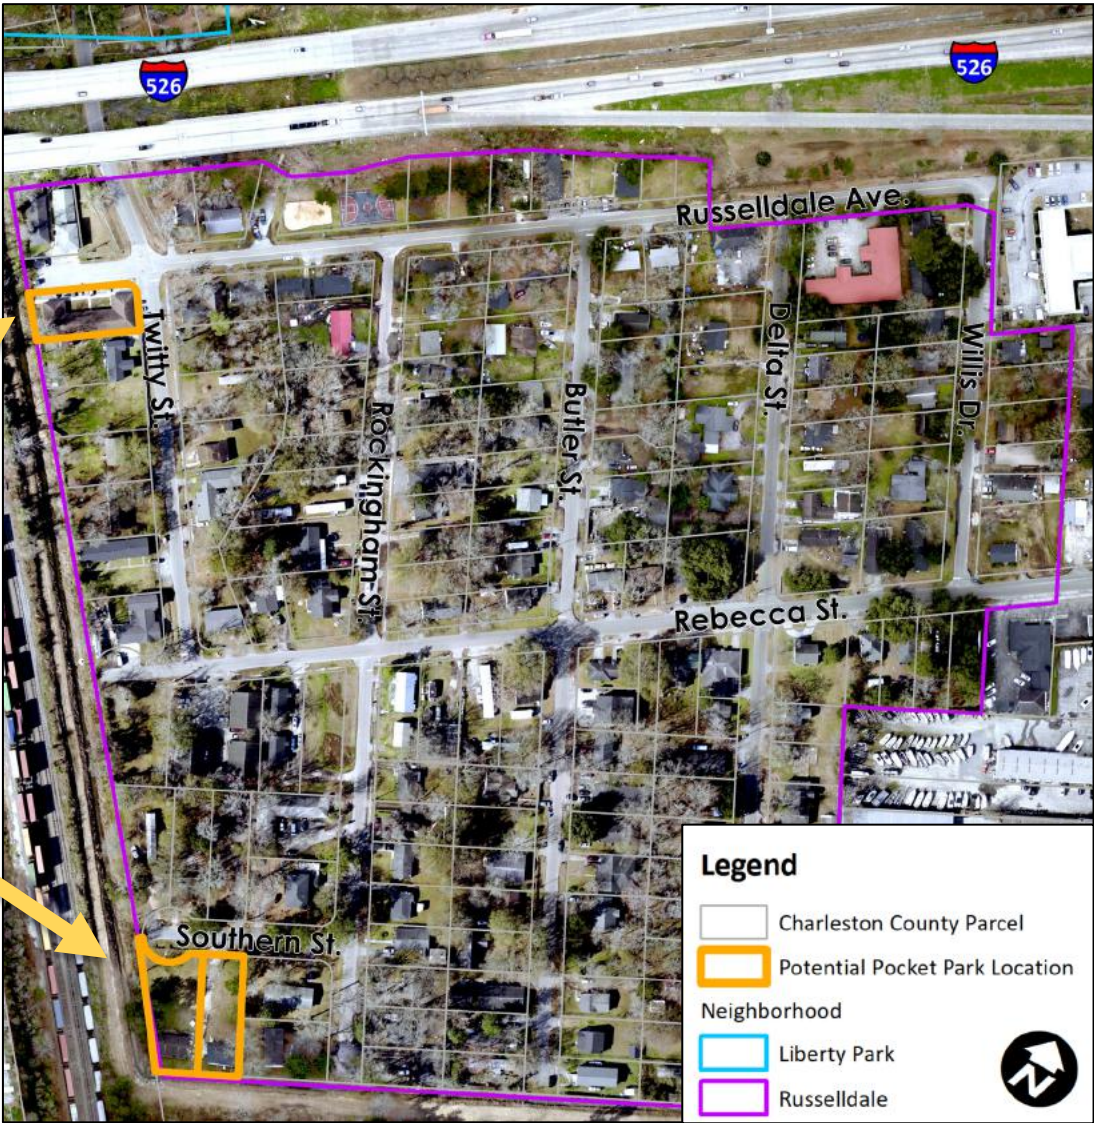 526
526
Russelldale Ave.
Twitty St.
Rockingham St.
Butler St.
Delta St.
Willis Dr.
Rebecca St.
Southern St.
Legend
Charleston County Parcel
Potential Pocket Park Location
Neighborhood
Liberty Park
Russelldale
N